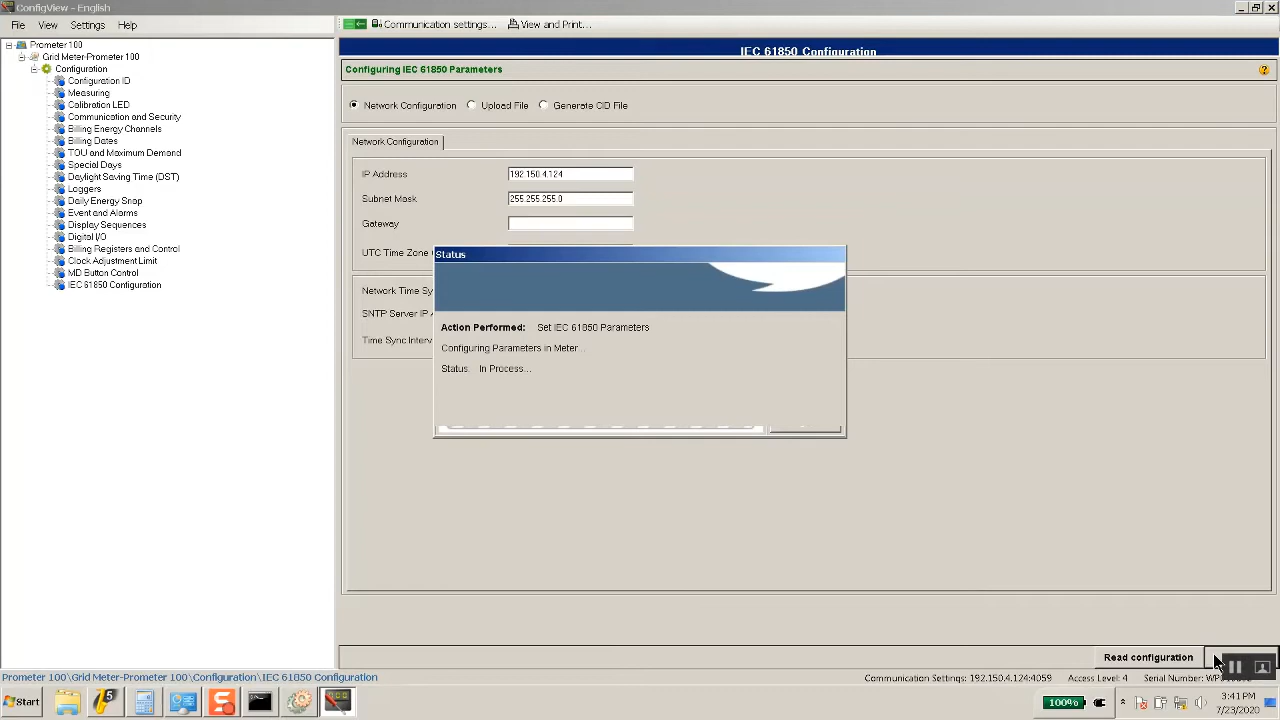 ConfigView - English
File View Settings Help
Communication settings... View and Print...
Prometer 100
Grid Meter-Prometer 100
Configuration
Configuration ID
Measuring
Calibration LED
Communication and Security
Billing Energy Channels
Billing Dates
TOU and Maximum Demand
Special Days
Daylight Saving Time (DST)
Loggers
Daily Energy Snap
Event and Alarms
Display Sequences
Digital I/O
Billing Registers and Control
Clock Adjustment Limit
MD Button Control
IEC 61850 Configuration
IEC 61850 Configuration
Configuring IEC 61850 Parameters
Network Configuration Upload File Generate CID File
Network Configuration
IP Address 192.150.4.124
Subnet Mask 255.255.255.0
Gateway
UTC Time Zone
Network Time Sy
SNTP Server IP A
Time Sync Interv
Status
Action Performed: Set IEC 61850 Parameters
Configuring Parameters in Meter...
Status: In Process...
Read configuration
Prometer 100\Grid Meter-Prometer 100\Configuration\IEC 61850 Configuration
Communication Settings: 192.150.4.124:4059 Access Level: 4 Serial Number:
Start
100%
3:41 PM
7/23/2020